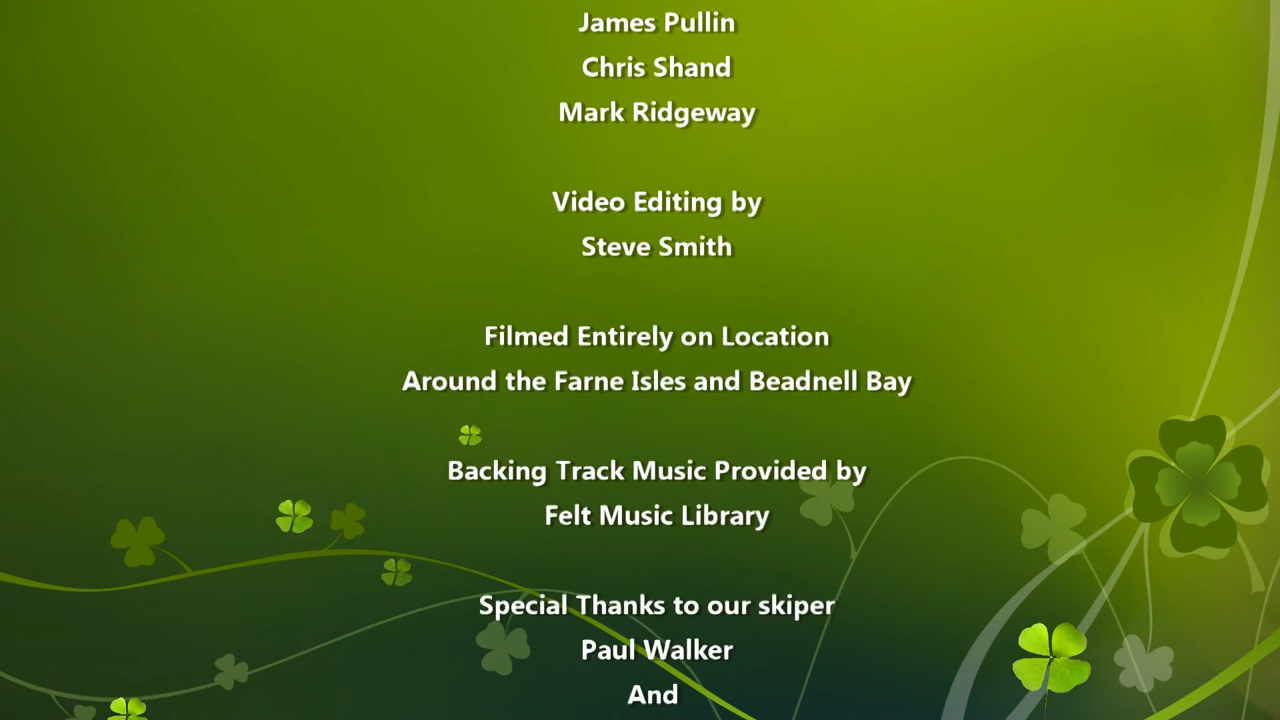 James Pullin
Chris Shand
Mark Ridgeway
Video Editing by
Steve Smith
Filmed Entirely on Location
Around the Farne Isles and Beadnell Bay
Backing Track Music Provided by
Felt Music Library
Special Thanks to our skiper
Paul Walker
And